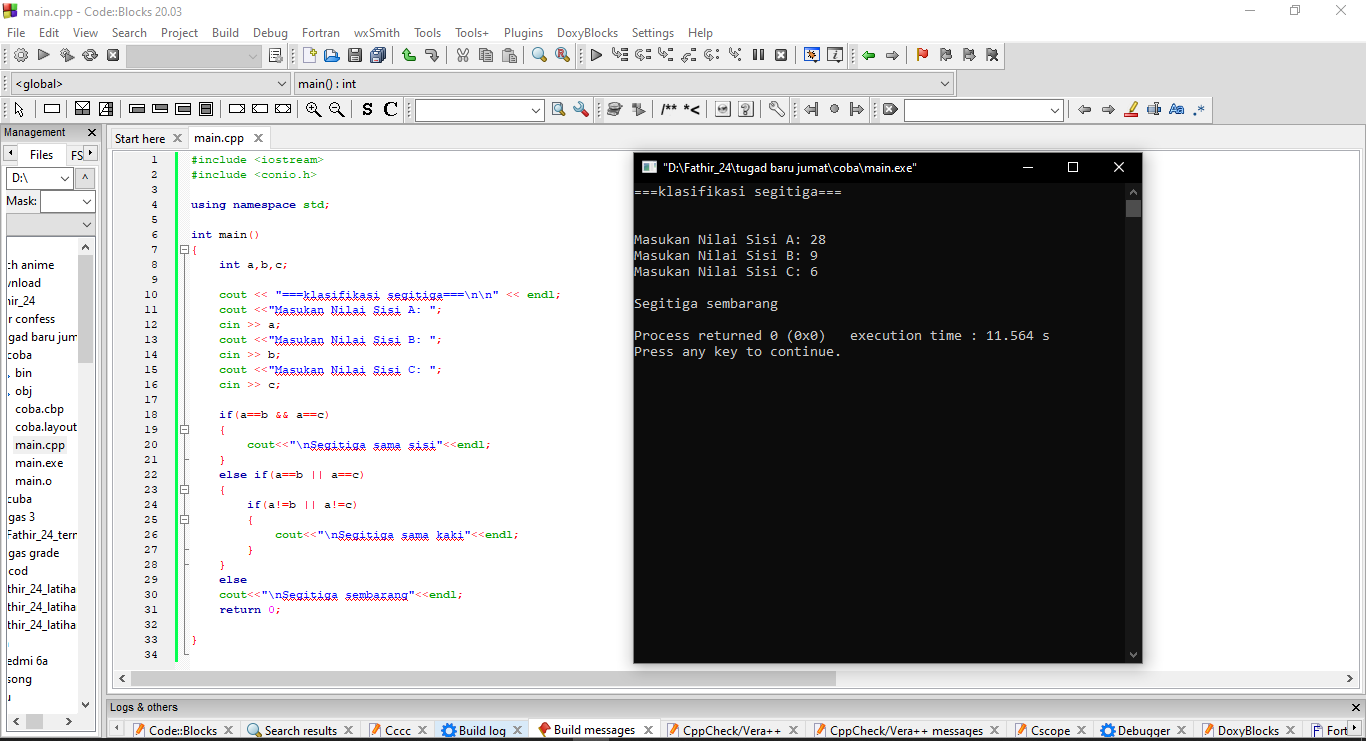 main.cpp - Code::Blocks 20.03
File Edit View Search Project Build Debug Fortran wxSmith Tools Tools+ Plugins DoxyBlocks Settings Help
<global> main() : int
S C /** *< Aa .*
Management
Files FS
D:\ ^
Mask:
ch anime
vnload
nir_24
r confess
gad baru jum
coba
bin
obj
coba.cbp
coba.layout
main.cpp
main.exe
main.o
cuba
gas 3
Fathir_24_tern
gas grade
cod
thir_24_latiha
thir_24_latiha
thir_24_latiha
edmi 6a
song
Start here main.cpp
1 #include <iostream>
2 #include <conio.h>
3
4 using namespace std;
5
6 int main()
7 {
8 int a,b,c;
9
10 cout << "===klasifikasi segitiga===\n\n" << endl;
11 cout <<"Masukan Nilai Sisi A: ";
12 cin >> a;
13 cout <<"Masukan Nilai Sisi B: ";
14 cin >> b;
15 cout <<"Masukan Nilai Sisi C: ";
16 cin >> c;
17
18 if(a==b && a==c)
19 {
20 cout<<"\nSegitiga sama sisi"<<endl;
21 }
22 else if(a==b || a==c)
23 {
24 if(a!=b || a!=c)
25 {
26 cout<<"\nSegitiga sama kaki"<<endl;
27 }
28 }
29 else
30 cout<<"\nSegitiga sembarang"<<endl;
31 return 0;
32
33 }
34
"D:\Fathir_24\tugad baru jumat\coba\main.exe"
===klasifikasi segitiga===
Masukan Nilai Sisi A: 28
Masukan Nilai Sisi B: 9
Masukan Nilai Sisi C: 6
Segitiga sembarang
Process returned 0 (0x0) execution time : 11.564 s
Press any key to continue.
Logs & others
Code::Blocks Search results Cccc Build log Build messages CppCheck/Vera++ CppCheck/Vera++ messages Cscope Debugger DoxyBlocks Fort